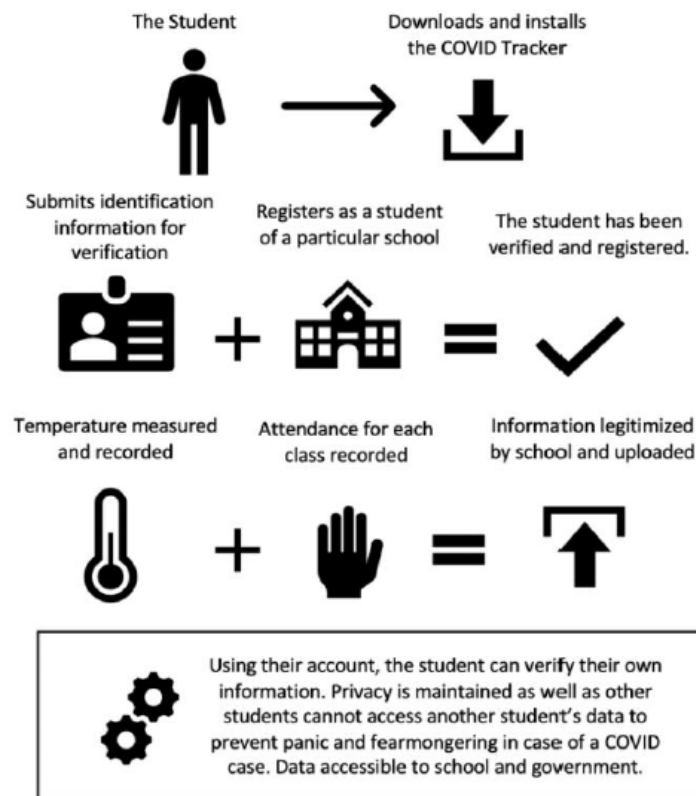 The Student
Downloads and installs
the COVID Tracker
Submits identification
information for
verification
Registers as a student
of a particular school
The student has been
verified and registered.
Temperature measured
and recorded
Attendance for each
class recorded
Information legitimized
by school and uploaded
Using their account, the student can verify their own
information. Privacy is maintained as well as other
students cannot access another student's data to
prevent panic and fearmongering in case of a COVID
case. Data accessible to school and government.